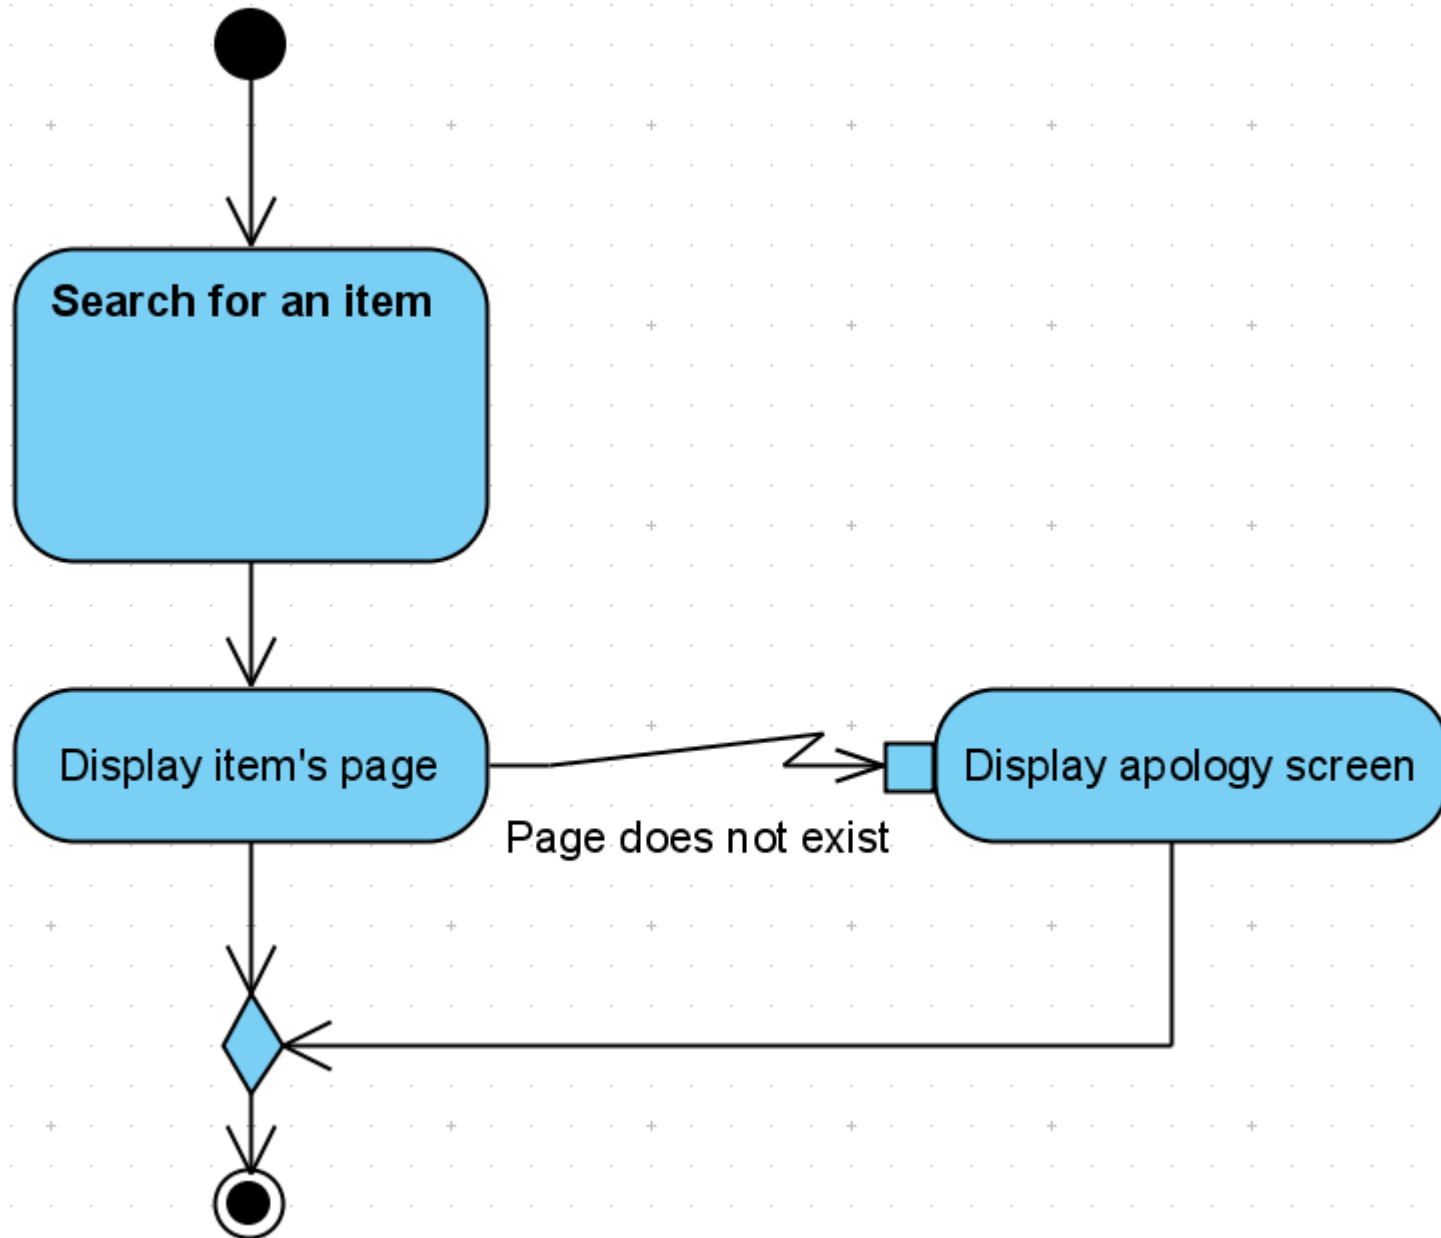 Search for an item
Display item's page
Display apology screen
Page does not exist